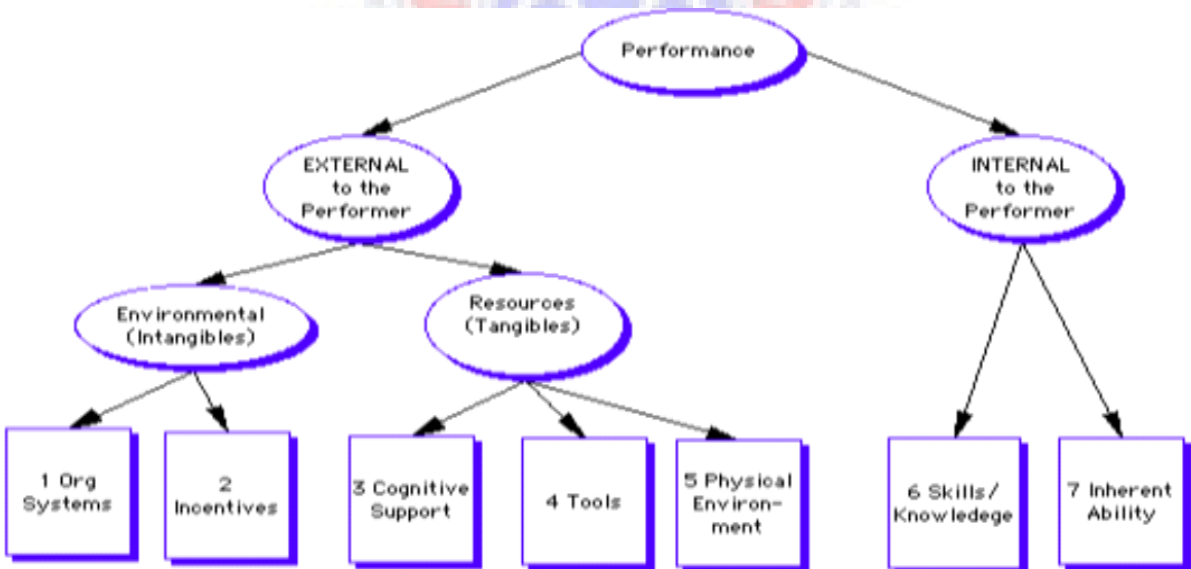 Performance
EXTERNAL
to the
Performer
INTERNAL
to the
Performer
Environmental
(Intangibles)
Resources
(Tangibles)
1 Org
Systems
2
Incentives
3 Cognitive
Support
4 Tools
5 Physical
Environ-
ment
6 Skills/
Knowledege
7 Inherent
Ability